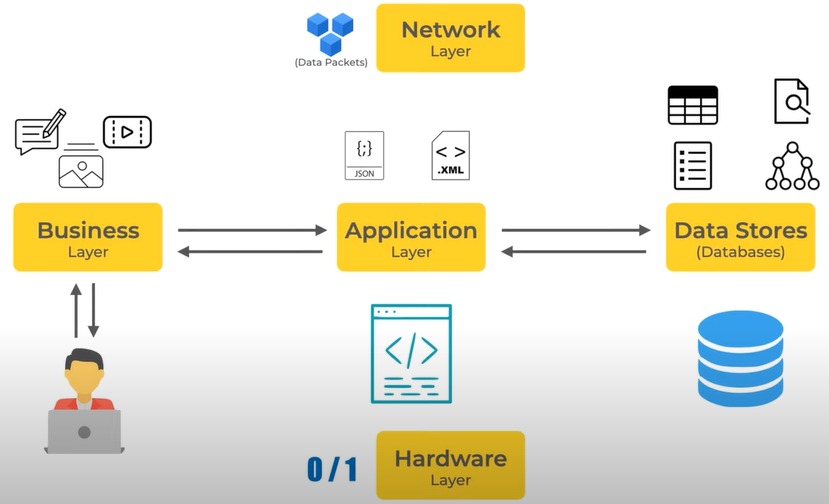 Network
Layer
(Data Packets)
{;}
JSON
< >
.XML
Business
Layer
Application
Layer
Data Stores
(Databases)
</>
0/1
Hardware
Layer